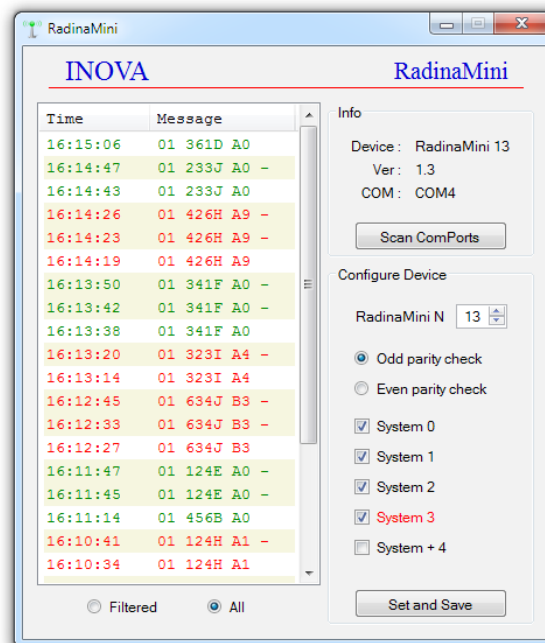 RadinaMini
INOVA RadinaMini
Time Message
16:15:06 01 361D A0
16:14:47 01 233J A0 -
16:14:43 01 233J A0
16:14:26 01 426H A9 -
16:14:23 01 426H A9 -
16:14:19 01 426H A9
16:13:50 01 341F A0 -
16:13:42 01 341F A0 -
16:13:38 01 341F A0
16:13:20 01 323I A4 -
16:13:14 01 323I A4
16:12:45 01 634J B3 -
16:12:33 01 634J B3 -
16:12:27 01 634J B3
16:11:47 01 124E A0 -
16:11:45 01 124E A0 -
16:11:14 01 456B A0
16:10:41 01 124H A1 -
16:10:34 01 124H A1
Filtered All
Info
Device : RadinaMini 13
Ver : 1.3
COM : COM4
Scan ComPorts
Configure Device
RadinaMini N 13
Odd parity check
Even parity check
System 0
System 1
System 2
System 3
System + 4
Set and Save